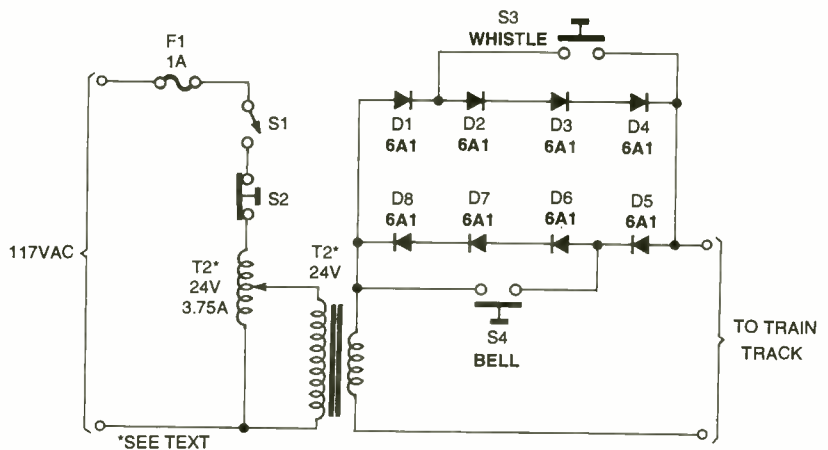 F1
1A
S1
S2
117VAC
T2*
24V
3.75A
T2*
24V
*SEE TEXT
S3
WHISTLE
D1
6A1
D2
6A1
D3
6A1
D4
6A1
D8
6A1
D7
6A1
D6
6A1
D5
6A1
S4
BELL
TO TRAIN
TRACK